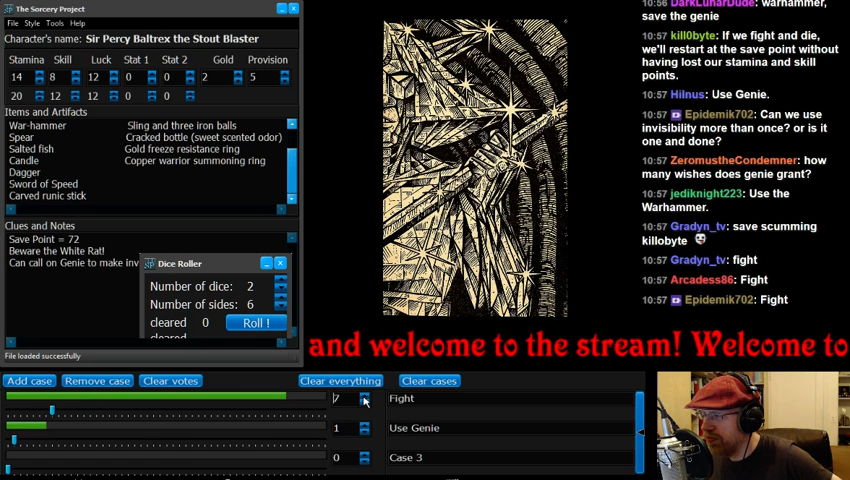 The Sorcery Project
File Style Tools Help
Character's name: Sir Percy Baltrex the Stout Blaster
Stamina Skill Luck Stat 1 Stat 2 Gold Provision
14 8 12 0 0 2 5
20 12 12 0 0
Items and Artifacts
War-hammer Sling and three iron balls
Spear Cracked bottle (sweet scented odor)
Salted fish Gold freeze resistance ring
Candle Copper warrior summoning ring
Dagger
Sword of Speed
Carved runic stick
Clues and Notes
Save Point = 72
Beware the White Rat!
Can call on Genie to make inv
Dice Roller
Number of dice: 2
Number of sides: 6
cleared 0 Roll !
cleared
File loaded successfully
10:56 DarkLunarDude: warhammer,
save the genie
10:57 kill0byte: If we fight and die,
we'll restart at the save point without
having lost our stamina and skill
points.
10:57 Hilnus: Use Genie.
10:57 Epidemik702: Can we use
invisibility more than once? or is it
one and done?
10:57 ZeromustheCondemner: how
many wishes does genie grant?
10:57 jediknight223: Use the
Warhammer.
10:57 Gradyn_tv: save scumming
killobyte
10:57 Gradyn_tv: fight
10:57 Arcadess86: Fight
10:57 Epidemik702: Fight
and welcome to the stream! Welcome to
Add case Remove case Clear votes Clear everything Clear cases
7 Fight
1 Use Genie
0 Case 3